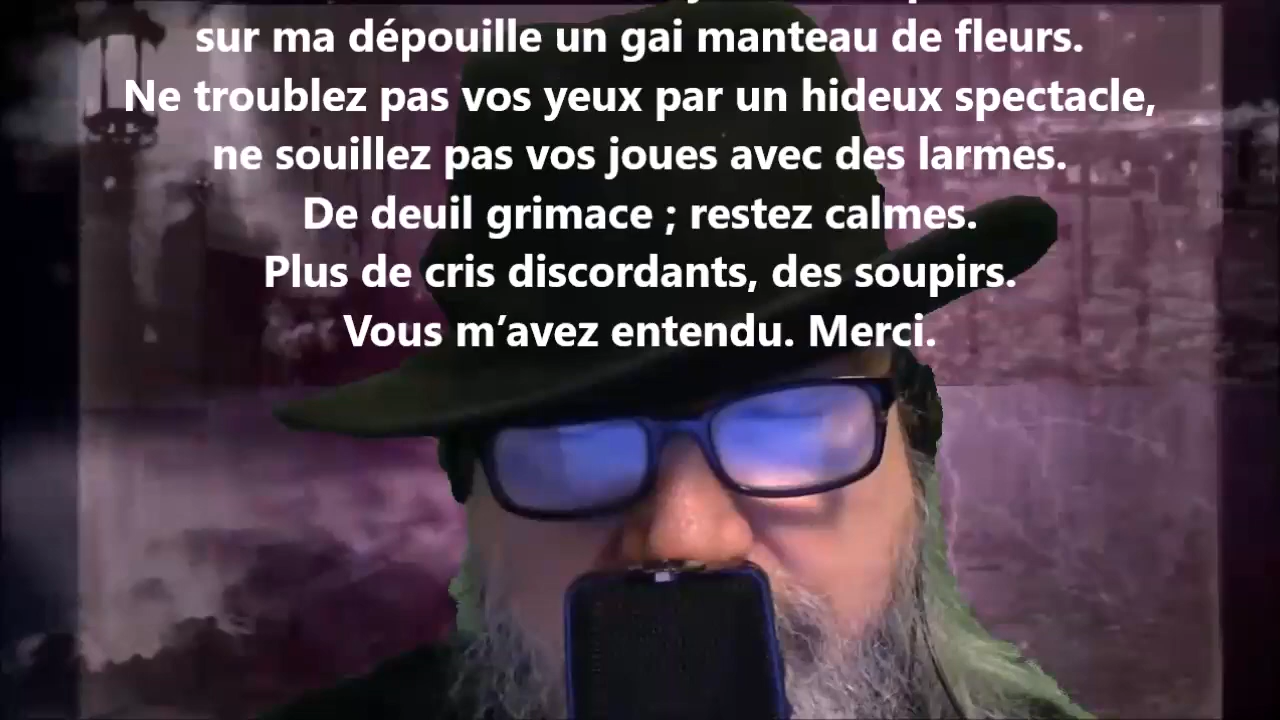 sur ma dépouille un gai manteau de fleurs.
Ne troublez pas vos yeux par un hideux spectacle,
ne souillez pas vos joues avec des larmes.
De deuil grimace ; restez calmes.
Plus de cris discordants, des soupirs.
Vous m’avez entendu. Merci.